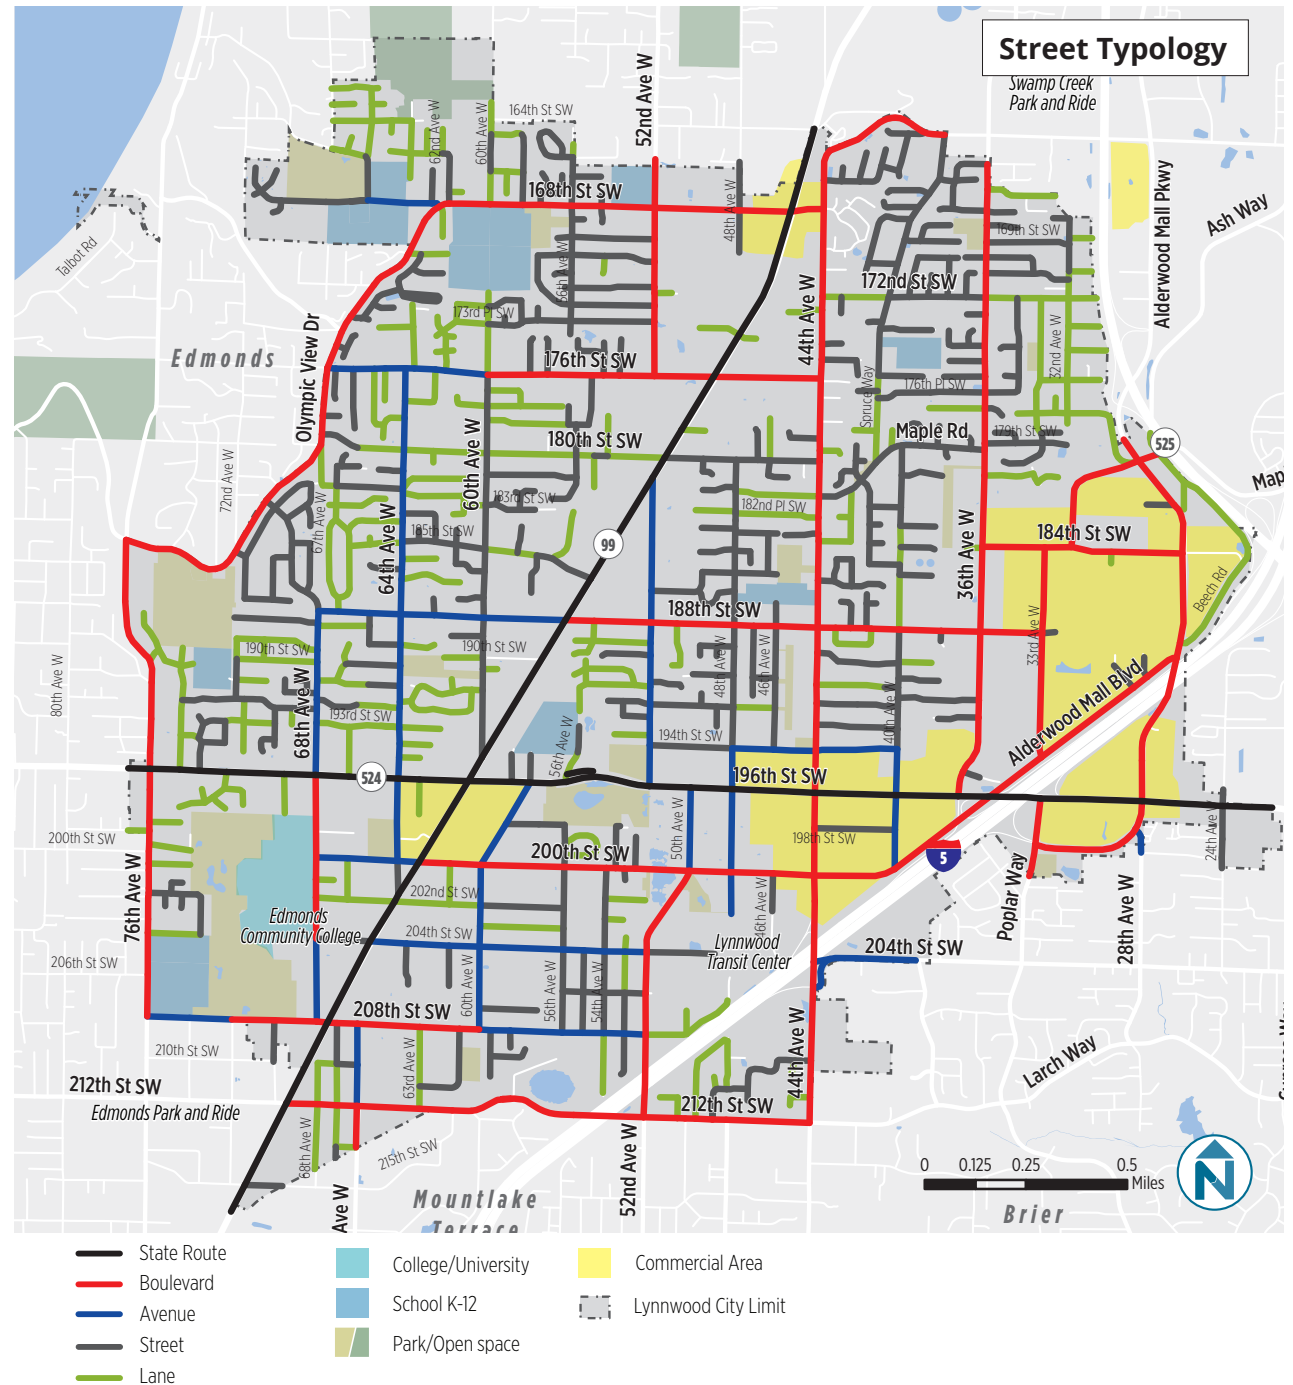 Street Typology
Swamp Creek
Park and Ride
52nd Ave W
164th St SW
62nd Ave W
60th Ave W
168th St SW
48th Ave W
Alderwood Mall Pkwy
Ash Way
Talbot Rd
169th St SW
56th Ave W
172nd St SW
173rd Pl SW
44th Ave W
Olympic View Dr
Edmonds
176th St SW
32nd Ave W
176th Pl SW
Spruce Way
Maple Rd
179th St SW
180th St SW
525
60th Ave W
72nd Ave W
Map
183rd St SW
182nd Pl SW
67th Ave W
64th Ave W
185th St SW
99
36th Ave W
184th St SW
Beech Rd
188th St SW
33rd Ave W
190th St SW
190th St SW
48th Ave W
46th Ave W
80th Ave W
68th Ave W
193rd St SW
194th St SW
40th Ave W
Alderwood Mall Blvd
56th Ave W
524
196th St SW
200th St SW
198th St SW
50th Ave W
24th Ave W
200th St SW
5
76th Ave W
202nd St SW
46th Ave W
Poplar Way
28th Ave W
Edmonds
Community College
204th St SW
Lynnwood
Transit Center
204th St SW
206th St SW
60th Ave W
56th Ave W
54th Ave W
208th St SW
210th St SW
63rd Ave W
44th Ave W
Larch Way
212th St SW
Edmonds Park and Ride
212th St SW
68th Ave W
215th St SW
52nd Ave W
Ave W
Mountlake
Terrace
0
0.125
0.25
0.5
Miles
N
Brier
State Route
Boulevard
Avenue
Street
Lane
College/University
School K-12
Park/Open space
Commercial Area
Lynnwood City Limit